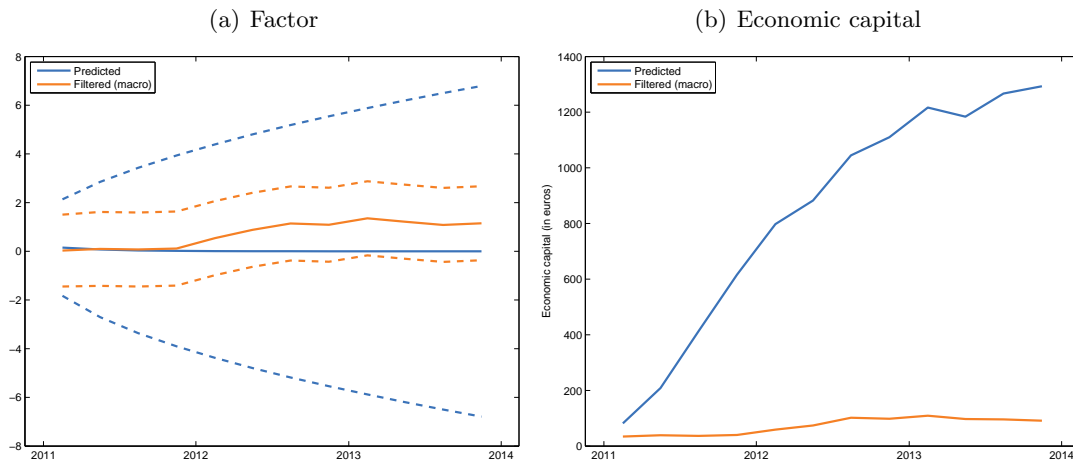 (a) Factor
8
6
4
2
0
−2
−4
−6
−8
2011 2012 2013 2014
Predicted
Filtered (macro)
(b) Economic capital
Economic capital (in euros)
1400
1200
1000
800
600
400
200
0
2011 2012 2013 2014
Predicted
Filtered (macro)